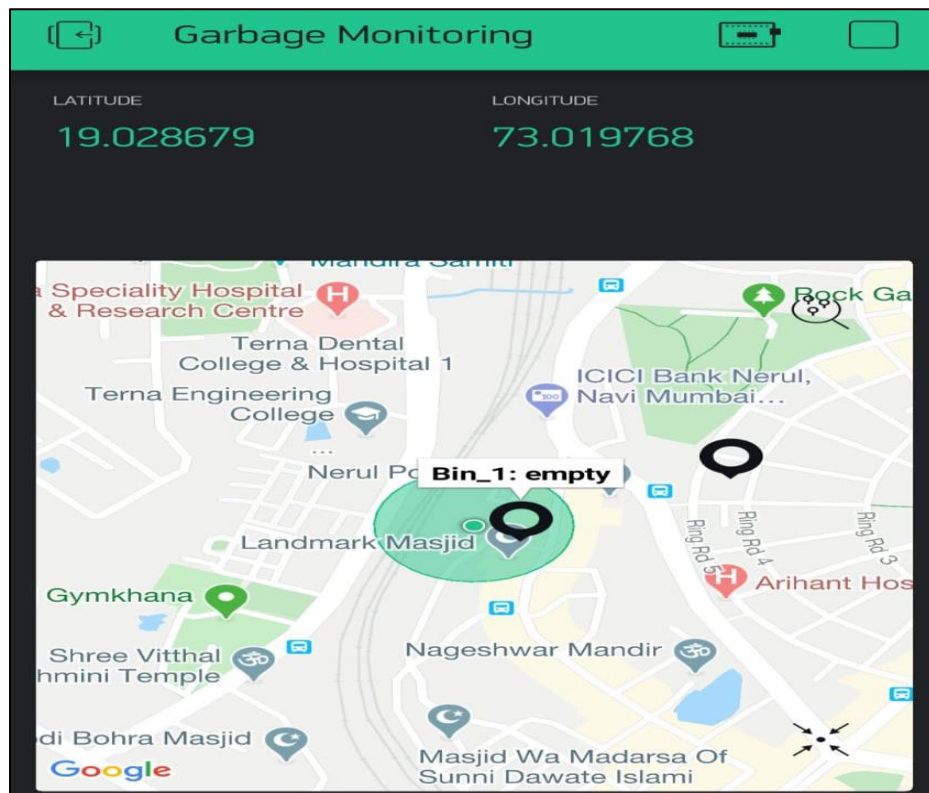 Garbage Monitoring
LATITUDE
LONGITUDE
19.028679
73.019768
Mandira Samiti
a Speciality Hospital
& Research Centre
Rock Ga
Terna Dental
College & Hospital 1
ICICI Bank Nerul,
Navi Mumbai...
Terna Engineering
College
...
Nerul Po
Bin_1: empty
Landmark Masjid
Ring Rd 5
Ring Rd 4
Ring Rd 3
Arihant Hos
Gymkhana
Shree Vitthal
hmini Temple
Nageshwar Mandir
di Bohra Masjid
Masjid Wa Madarsa Of
Sunni Dawate Islami
Google